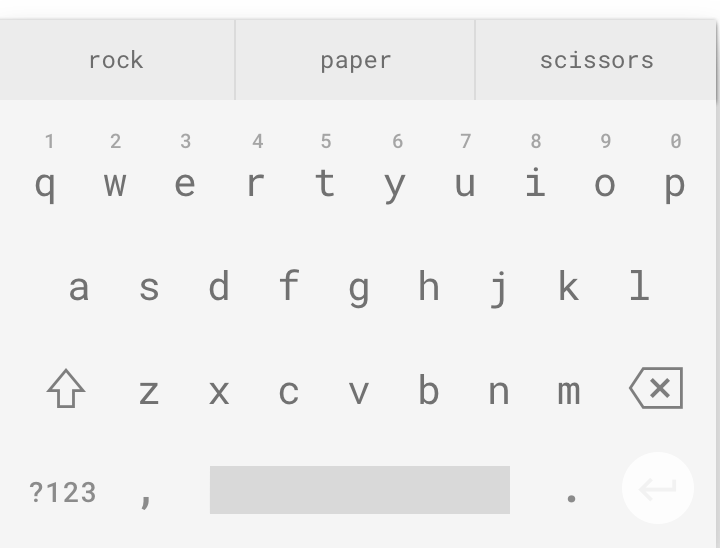 rock paper scissors
1 2 3 4 5 6 7 8 9 0
q w e r t y u i o p
a s d f g h j k l
z x c v b n m
?123 , .